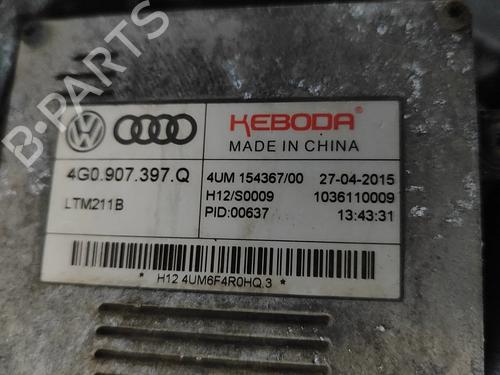 B-PARTS
KEBODA®
MADE IN CHINA
4G0.907.397.Q
LTM211B
4UM 154367/00 27-04-2015
H12/S0009 1036110009
PID:00637 13:43:31
* H12 4UM6F4R0HQ.3 *